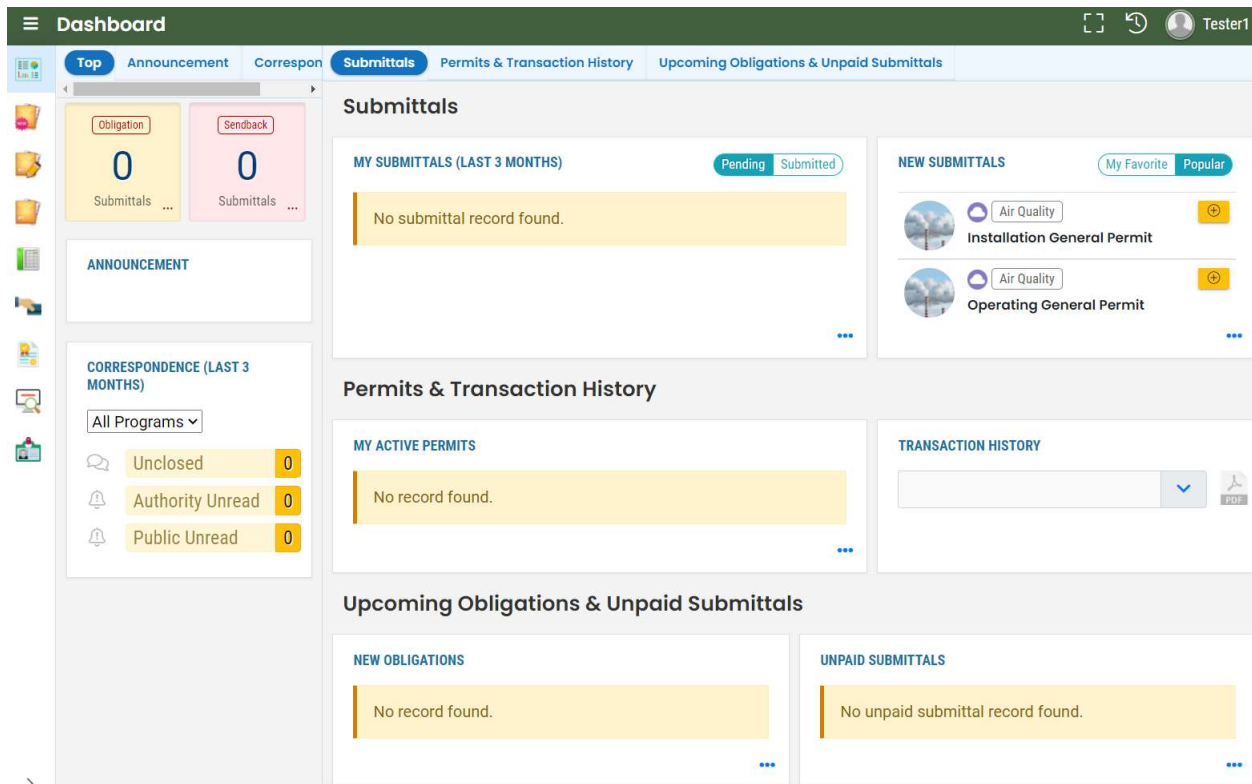 Dashboard
Tester1
Top Announcement Correspon
Submittals Permits & Transaction History Upcoming Obligations & Unpaid Submittals
Obligation
0
Submittals ...
Sendback
0
Submittals ...
ANNOUNCEMENT
CORRESPONDENCE (LAST 3
MONTHS)
All Programs
Unclosed 0
Authority Unread 0
Public Unread 0
Submittals
MY SUBMITTALS (LAST 3 MONTHS) Pending Submitted
No submittal record found.
NEW SUBMITTALS My Favorite Popular
Air Quality
Installation General Permit
Air Quality
Operating General Permit
Permits & Transaction History
MY ACTIVE PERMITS
No record found.
TRANSACTION HISTORY
PDF
Upcoming Obligations & Unpaid Submittals
NEW OBLIGATIONS
No record found.
UNPAID SUBMITTALS
No unpaid submittal record found.